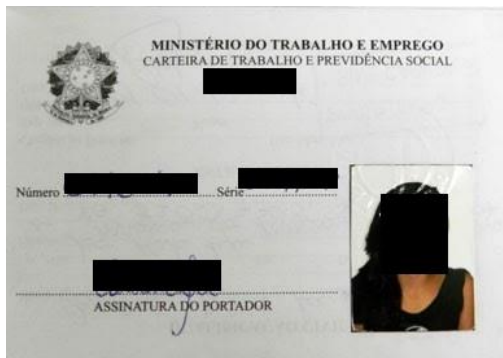 MINISTÉRIO DO TRABALHO E EMPREGO
CARTEIRA DE TRABALHO E PREVIDÊNCIA SOCIAL
Número Série
ASSINATURA DO PORTADOR